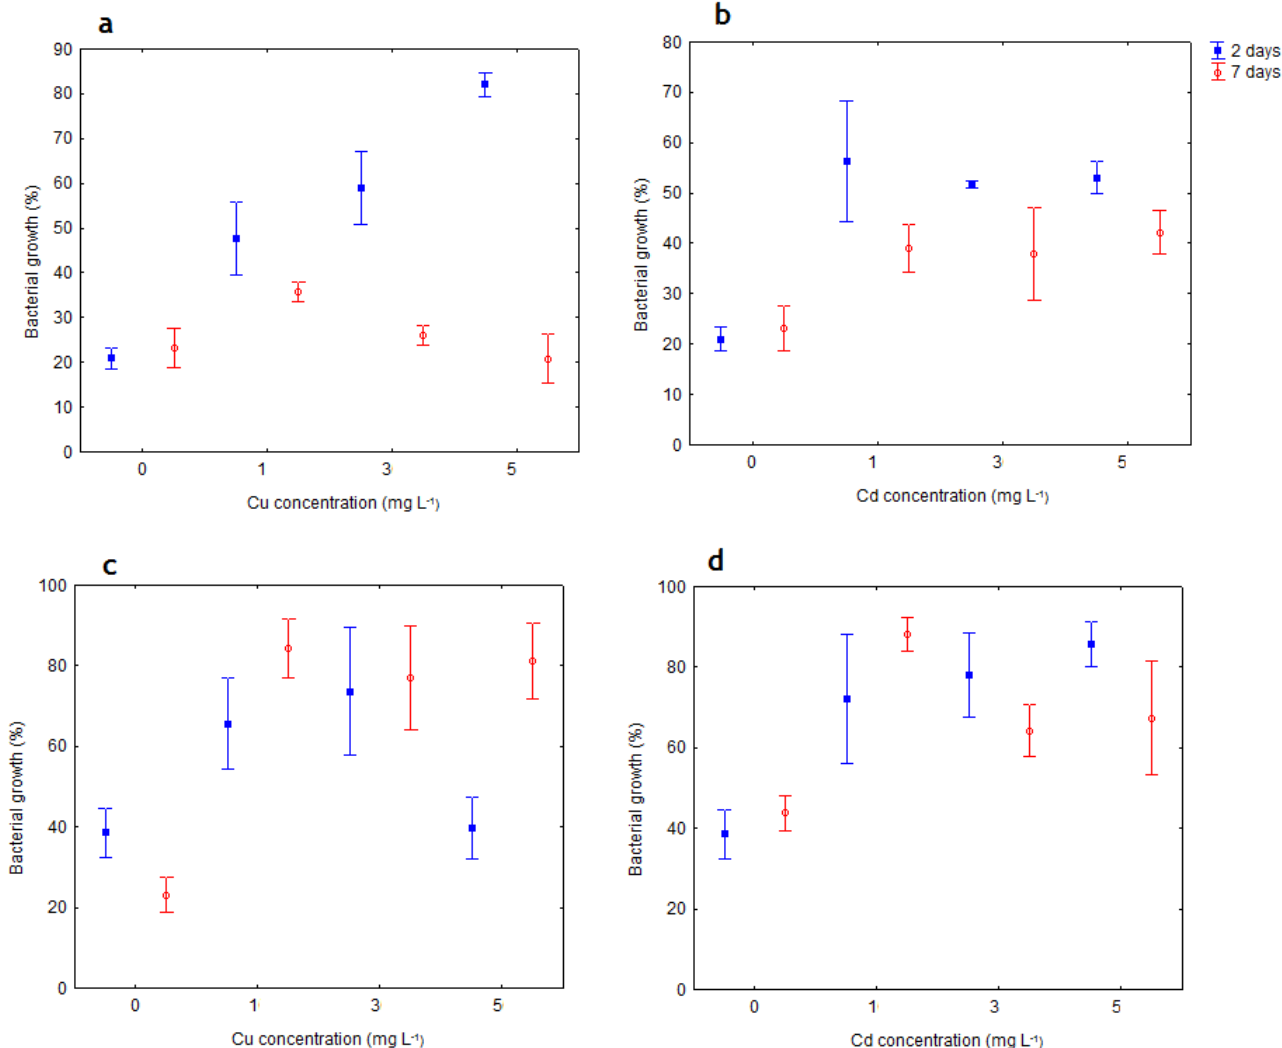 a
90
80
70
60
50
40
30
20
10
0
Bacterial growth (%)
0 1 3 5
Cu concentration (mg L-1)
b
80
70
60
50
40
30
20
10
0
Bacterial growth (%)
0 1 3 5
Cd concentration (mg L-1)
2 days
7 days
c
100
80
60
40
20
0
Bacterial growth (%)
0 1 3 5
Cu concentration (mg L-1)
d
100
80
60
40
20
0
Bacterial growth (%)
0 1 3 5
Cd concentration (mg L-1)